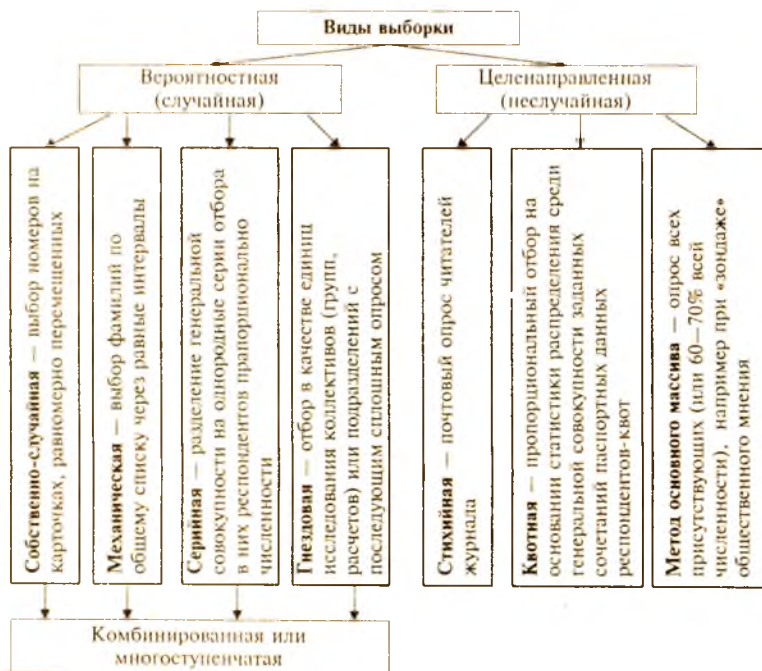 Виды выборки
Вероятностная
(случайная)
Целенаправленная
(неслучайная)
Собственно-случайная — выбор номеров на
карточках, равномерно перемешенных
Механическая — выбор фамилий по
общему списку через равные интервалы
Серийная — разделение генеральной
совокупности на однородные серии отбора
в них респондентов прапорционально
численности
Гнездовая — отбор в качестве единиц
исследования коллективов (групп,
расчетов) или подразделений с
последующим сплошным опросом
Стихийная — почтовый опрос читателей
журнала
Квотная — пропорциональный отбор на
основании статистики распределения среди
генеральной совокупности заданных
сочетаний паспортных данных
респондентов-квот
Метод основного массива — опрос всех
присутствующих (или 60—70% всей
численности), например при «зондаже»
общественного мнения
Комбинированная или
многоступенчатая